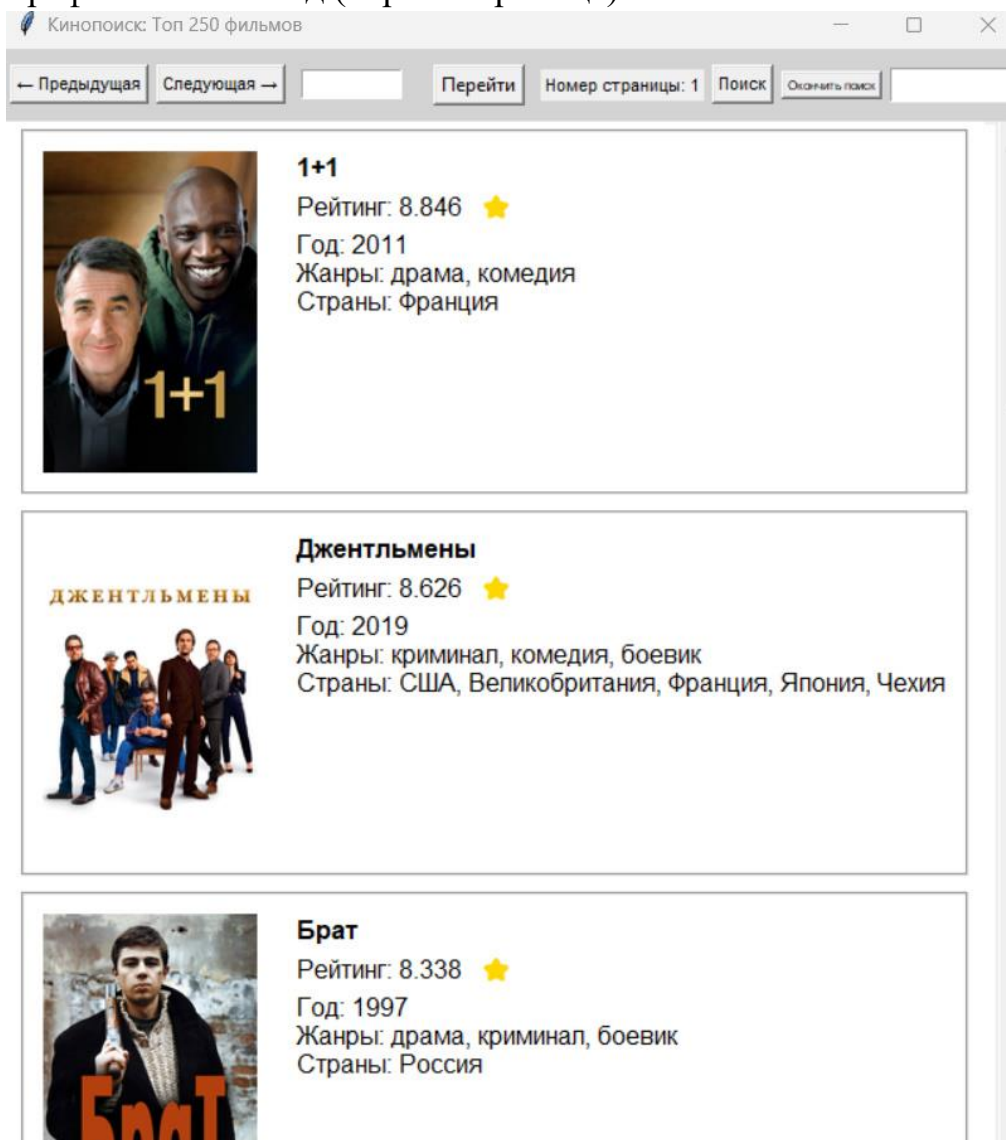 Кинопоиск: Топ 250 фильмов
← Предыдущая Следующая → Перейти Номер страницы: 1 Поиск Окончить поиск
1+1
Рейтинг: 8.846
Год: 2011
Жанры: драма, комедия
Страны: Франция
1+1
Джентльмены
Рейтинг: 8.626
ДЖЕНТЛЬМЕНЫ
Год: 2019
Жанры: криминал, комедия, боевик
Страны: США, Великобритания, Франция, Япония, Чехия
Брат
Рейтинг: 8.338
Год: 1997
Жанры: драма, криминал, боевик
Страны: Россия
Брат